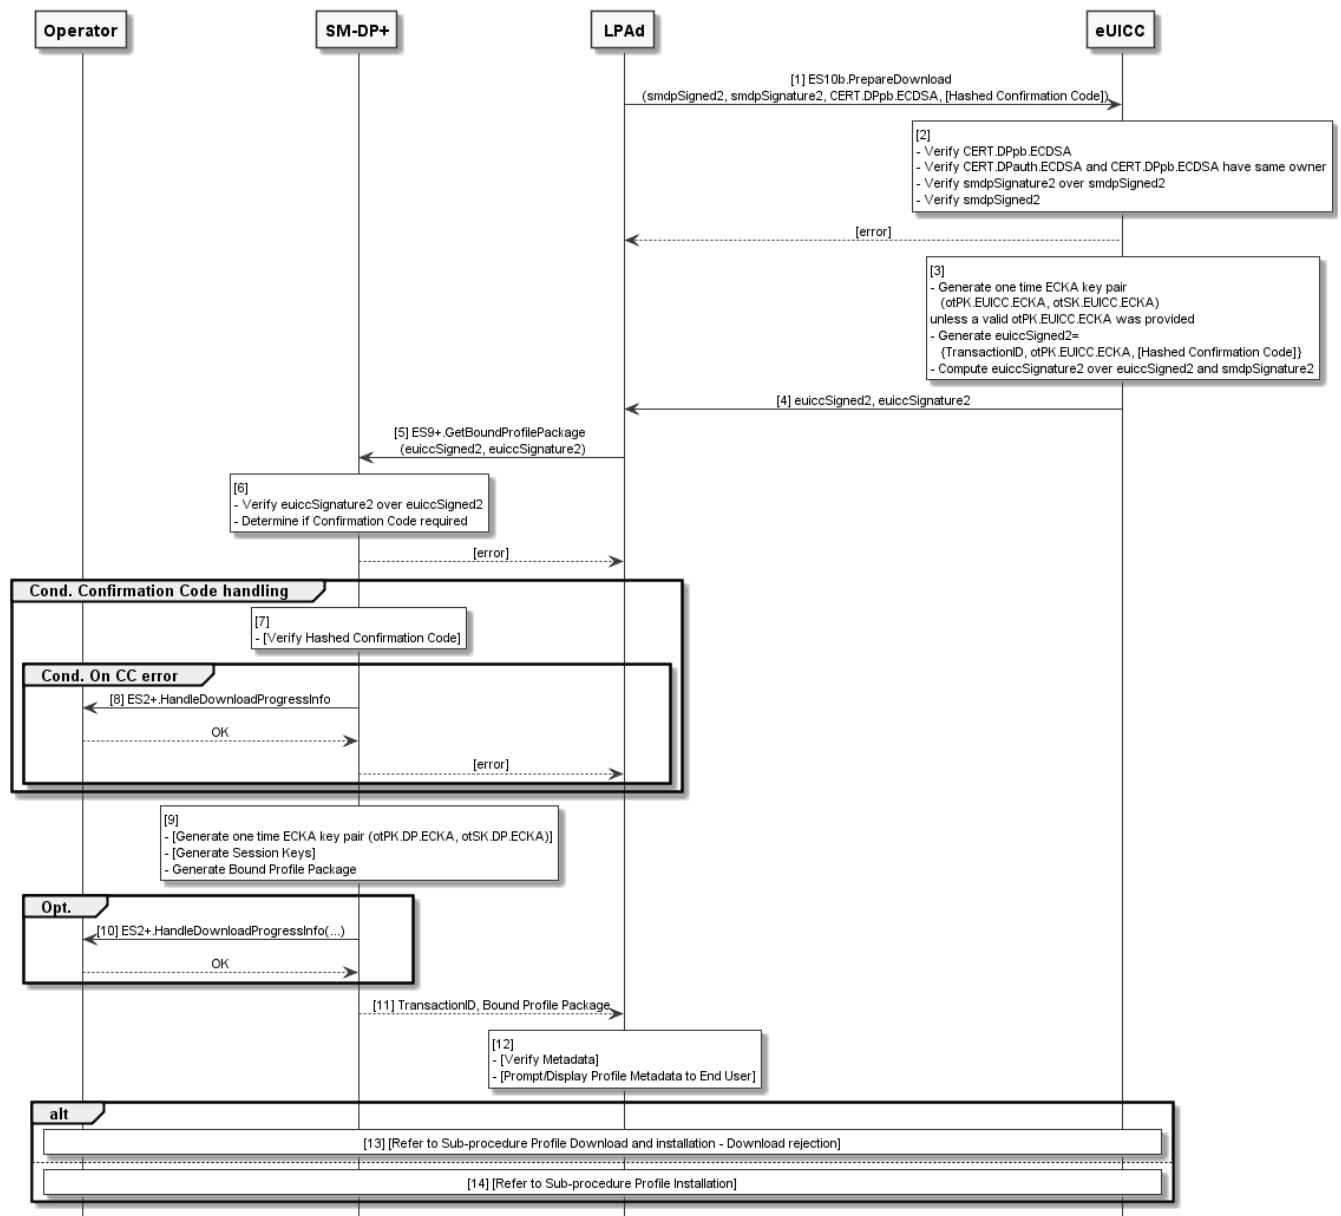 Operator
SM-DP+
LPAd
eUICC
[1] ES10b.PrepareDownload
(smdpSigned2, smdpSignature2, CERT.DPpb.ECDSA, [Hashed Confirmation Code])
[2]
- Verify CERT.DPpb.ECDSA
- Verify CERT.DPauth.ECDSA and CERT.DPpb.ECDSA have same owner
- Verify smdpSignature2 over smdpSigned2
- Verify smdpSigned2
[error]
[3]
- Generate one time ECKA key pair
(otPK.EUICC.ECKA, otSK.EUICC.ECKA)
unless a valid otPK.EUICC.ECKA was provided
- Generate euiccSigned2=
{TransactionID, otPK.EUICC.ECKA, [Hashed Confirmation Code]}
- Compute euiccSignature2 over euiccSigned2 and smdpSignature2
[4] euiccSigned2, euiccSignature2
[5] ES9+.GetBoundProfilePackage
(euiccSigned2, euiccSignature2)
[6]
- Verify euiccSignature2 over euiccSigned2
- Determine if Confirmation Code required
[error]
Cond. Confirmation Code handling
[7]
- [Verify Hashed Confirmation Code]
Cond. On CC error
[8] ES2+.HandleDownloadProgressInfo
OK
[error]
[9]
- [Generate one time ECKA key pair (otPK.DP.ECKA, otSK.DP.ECKA)]
- [Generate Session Keys]
- Generate Bound Profile Package
Opt.
[10] ES2+.HandleDownloadProgressInfo(...)
OK
[11] TransactionID, Bound Profile Package
[12]
- [Verify Metadata]
- [Prompt/Display Profile Metadata to End User]
alt
[13] [Refer to Sub-procedure Profile Download and installation - Download rejection]
[14] [Refer to Sub-procedure Profile Installation]